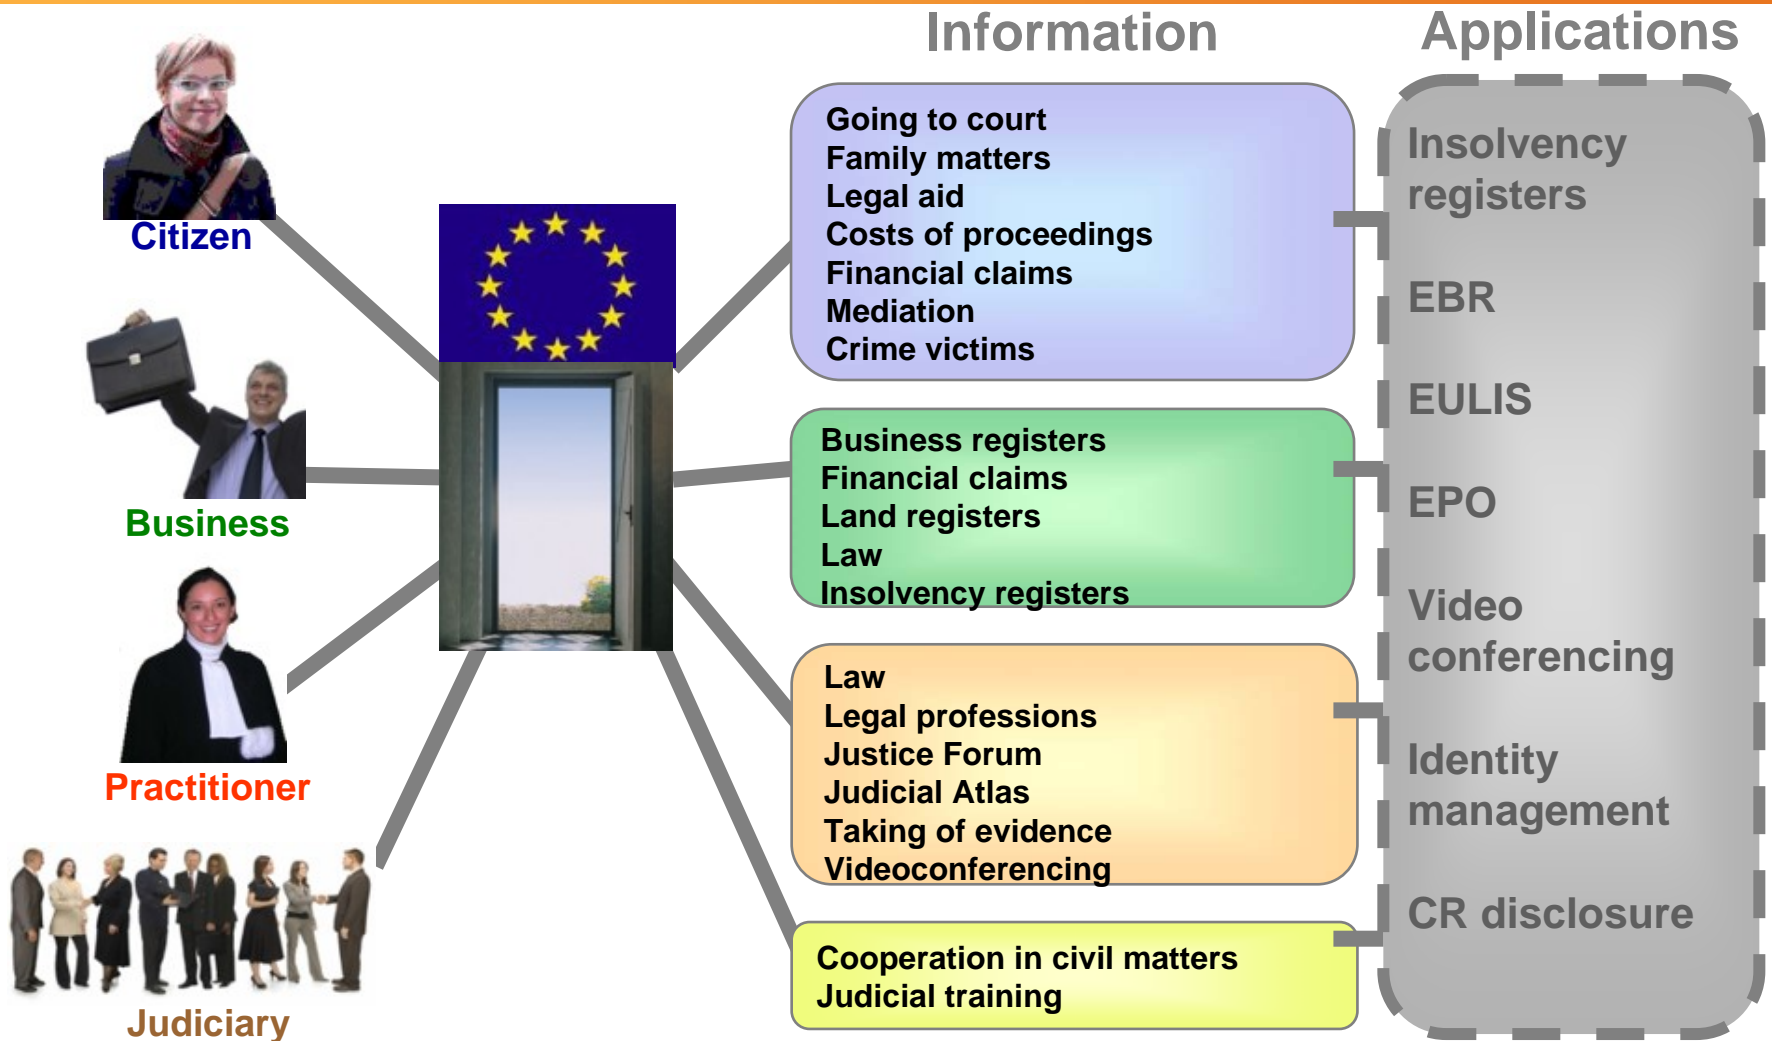 Information
Applications
Citizen
Business
Practitioner
Judiciary
Going to court
Family matters
Legal aid
Costs of proceedings
Financial claims
Mediation
Crime victims
Business registers
Financial claims
Land registers
Law
Insolvency registers
Law
Legal professions
Justice Forum
Judicial Atlas
Taking of evidence
Videoconferencing
Cooperation in civil matters
Judicial training
Insolvency
registers
EBR
EULIS
EPO
Video
conferencing
Identity
management
CR disclosure